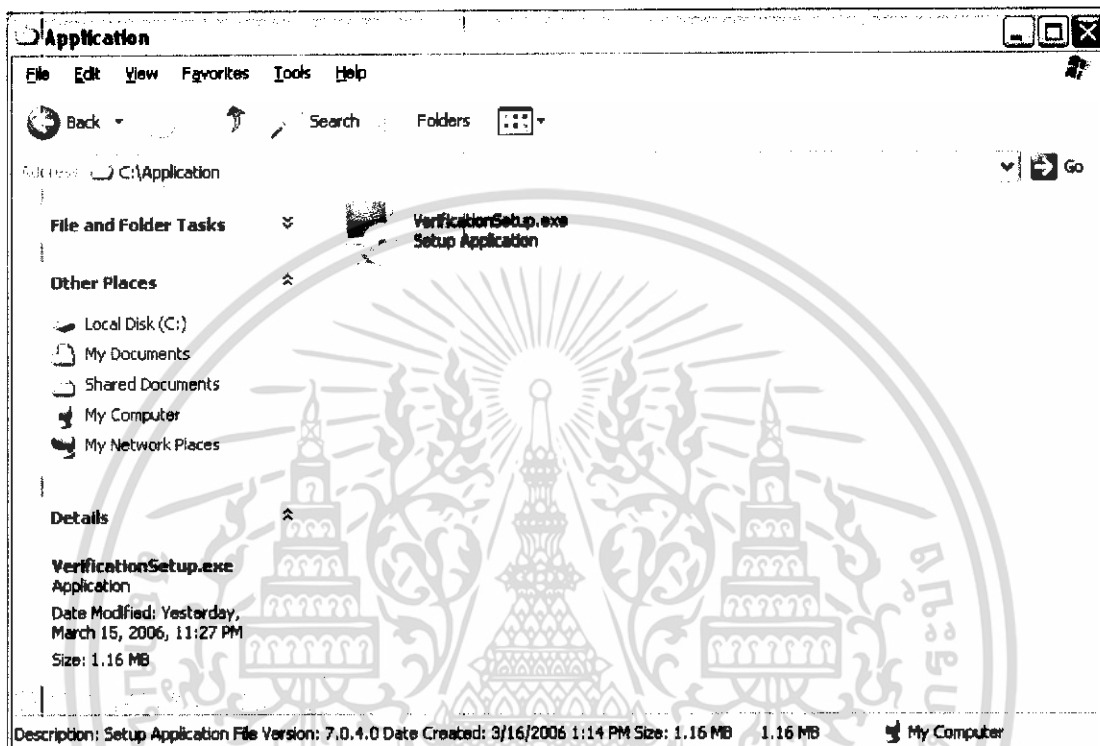 Application
File Edit View Favorites Tools Help
Back Search Folders
Address C:\Application Go
File and Folder Tasks
VerificationSetup.exe
Setup Application
Other Places
Local Disk (C:)
My Documents
Shared Documents
My Computer
My Network Places
Details
VerificationSetup.exe
Application
Date Modified: Yesterday,
March 15, 2006, 11:27 PM
Size: 1.16 MB
Description: Setup Application File Version: 7.0.4.0 Date Created: 3/16/2006 1:14 PM Size: 1.16 MB 1.16 MB My Computer